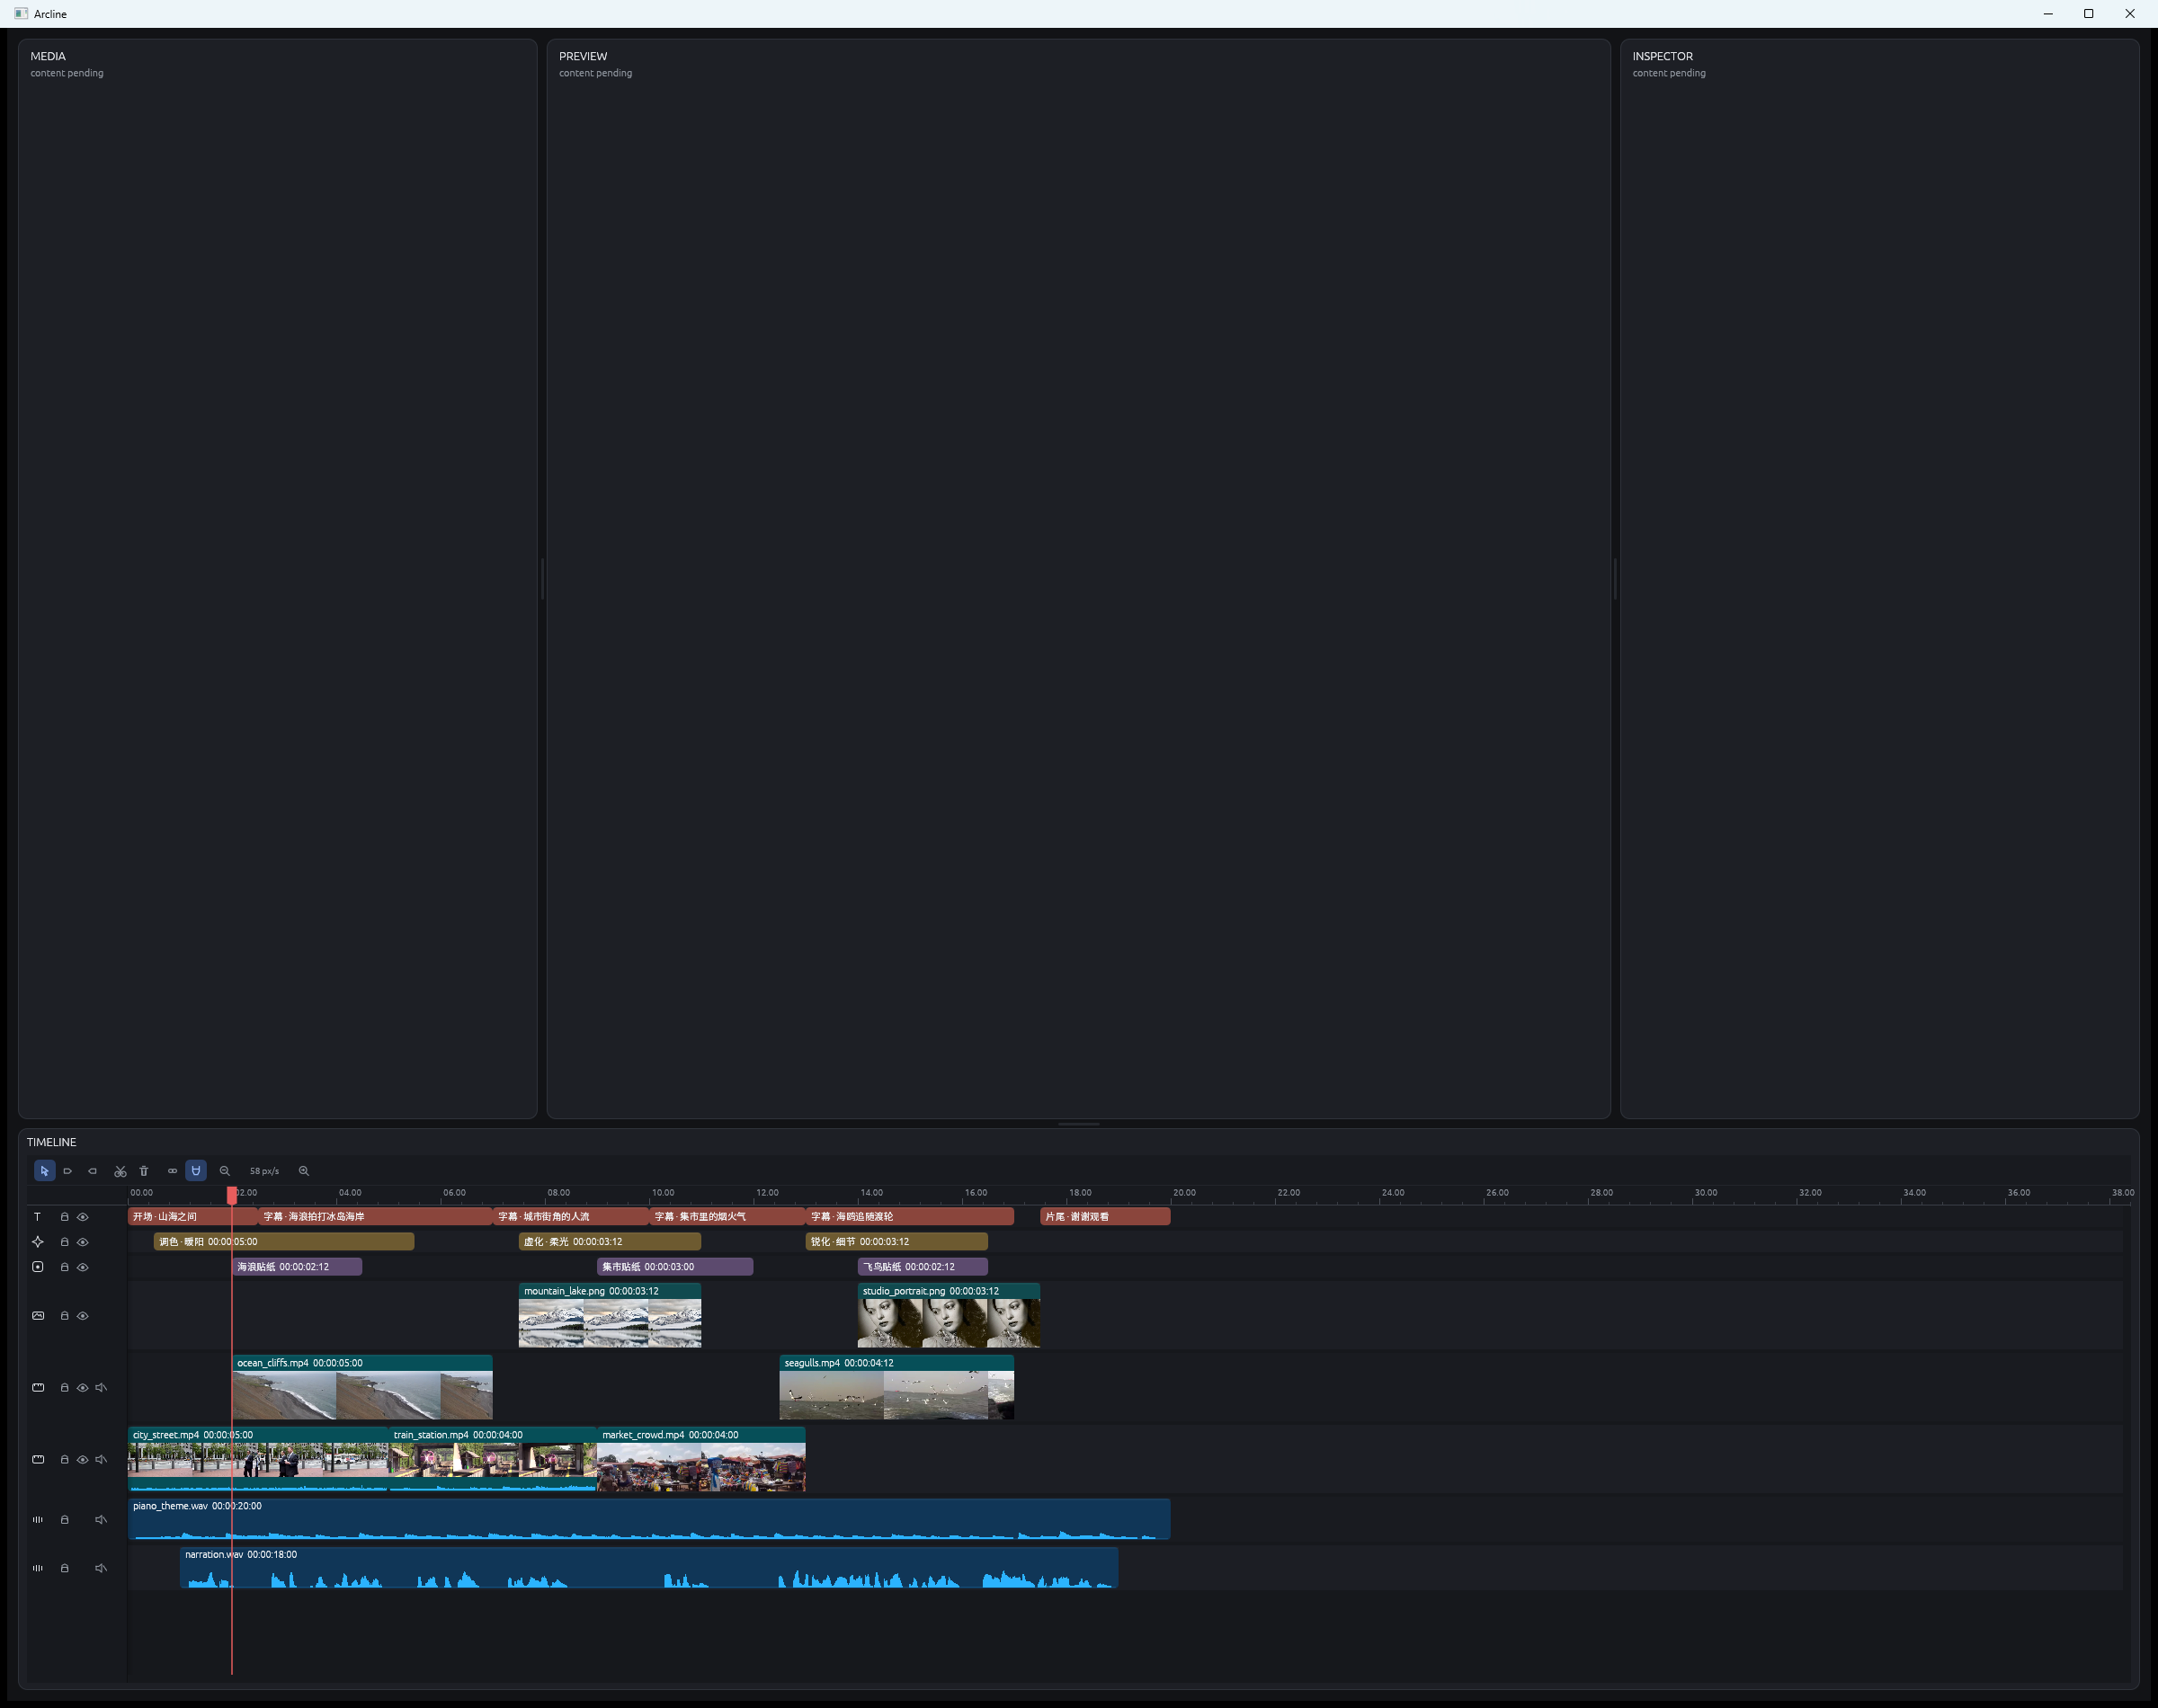 Arcline
MEDIA
content pending
PREVIEW
content pending
INSPECTOR
content pending
TIMELINE
58 px/s
00.00 02.00 04.00 06.00 08.00 10.00 12.00 14.00 16.00 18.00 20.00 22.00 24.00 26.00 28.00 30.00 32.00 34.00 36.00 38.00
T 开场·山海之间 字幕·海浪拍打冰岛海岸 字幕·城市街角的人流 字幕·集市里的烟火气 字幕·海鸥追随渡轮 片尾·谢谢观看
调色·暖阳 00:00:05:00 虚化·柔光 00:00:03:12 锐化·细节 00:00:03:12
海浪贴纸 00:00:02:12 集市贴纸 00:00:03:00 飞鸟贴纸 00:00:02:12
mountain_lake.png 00:00:03:12 studio_portrait.png 00:00:03:12
ocean_cliffs.mp4 00:00:05:00 seagulls.mp4 00:00:04:12
city_street.mp4 00:00:05:00 train_station.mp4 00:00:04:00 market_crowd.mp4 00:00:04:00
piano_theme.wav 00:00:20:00
narration.wav 00:00:18:00